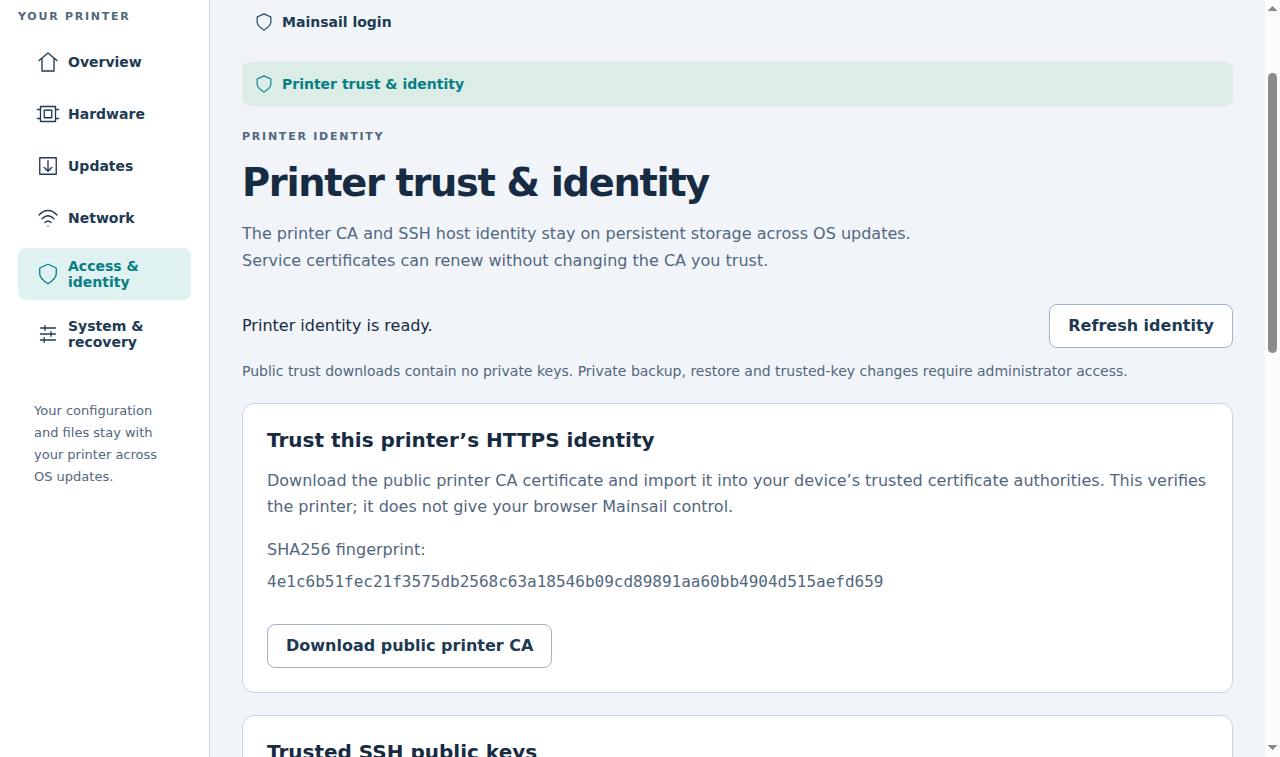 YOUR PRINTER
Overview
Hardware
Updates
Network
Access &
identity
System &
recovery
Your configuration
and files stay with
your printer across
OS updates.
Mainsail login
Printer trust & identity
PRINTER IDENTITY
Printer trust & identity
The printer CA and SSH host identity stay on persistent storage across OS updates.
Service certificates can renew without changing the CA you trust.
Printer identity is ready.
Refresh identity
Public trust downloads contain no private keys. Private backup, restore and trusted-key changes require administrator access.
Trust this printer’s HTTPS identity
Download the public printer CA certificate and import it into your device’s trusted certificate authorities. This verifies
the printer; it does not give your browser Mainsail control.
SHA256 fingerprint:
4e1c6b51fec21f3575db2568c63a18546b09cd89891aa60bb4904d515aefd659
Download public printer CA
Trusted SSH public keys